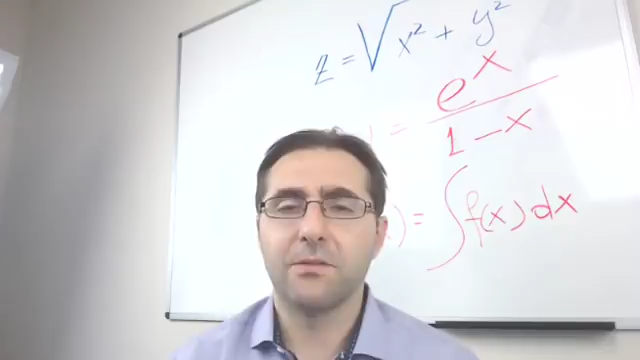 z = √x² + y²
= e^x / 1 - x
) = ∫ f(x) dx